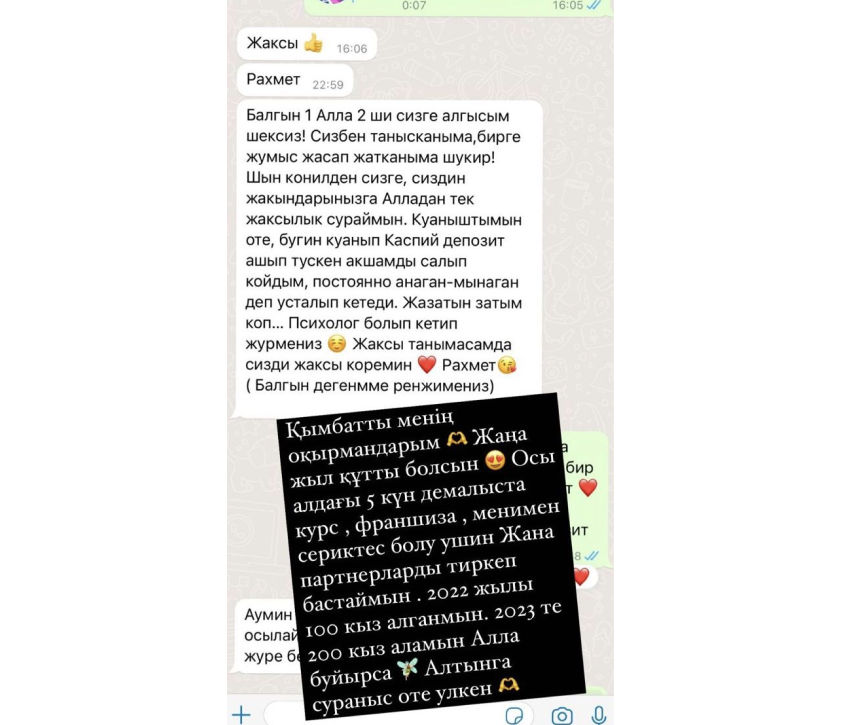 0:07 16:05
Жаксы 👍 16:06
Рахмет 22:59
Балгын 1 Алла 2 ши сизге алгысым
шексиз! Сизбен танысканыма,бирге
жумыс жасап жатканыма шукир!
Шын конилден сизге, сиздин
жакындарынызга Алладан тек
жаксылык сураймын. Куаныштымын
оте, бугин куанып Каспий депозит
ашып тускен акшамды салып
койдым, постоянно анаган-мынаган
деп усталып кетеди. Жазатын затым
коп... Психолог болып кетип
журмениз ☺️ Жаксы танымасамда
сизди жаксы коремин ❤️ Рахмет😘
( Балгын дегенмме ренжимениз)
Қымбатты менің
оқырмандарым 🫶 Жаңа
жыл құтты болсын 😍 Осы
алдағы 5 күн демалыста
курс , франшиза , менимен
сериктес болу ушин Жана
партнерларды тиркеп
бастаймын . 2022 жылы
100 кыз алганмын. 2023 те
200 кыз аламын Алла
буйырса 🧚 Алтынга
сураныс оте улкен 🫶
бир
ит
Аумин
осылай
журе